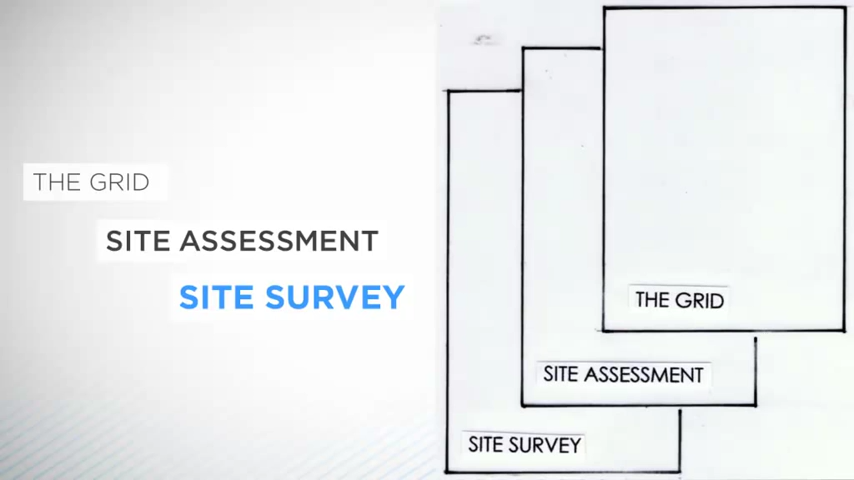 THE GRID
SITE ASSESSMENT
SITE SURVEY
THE GRID
SITE ASSESSMENT
SITE SURVEY